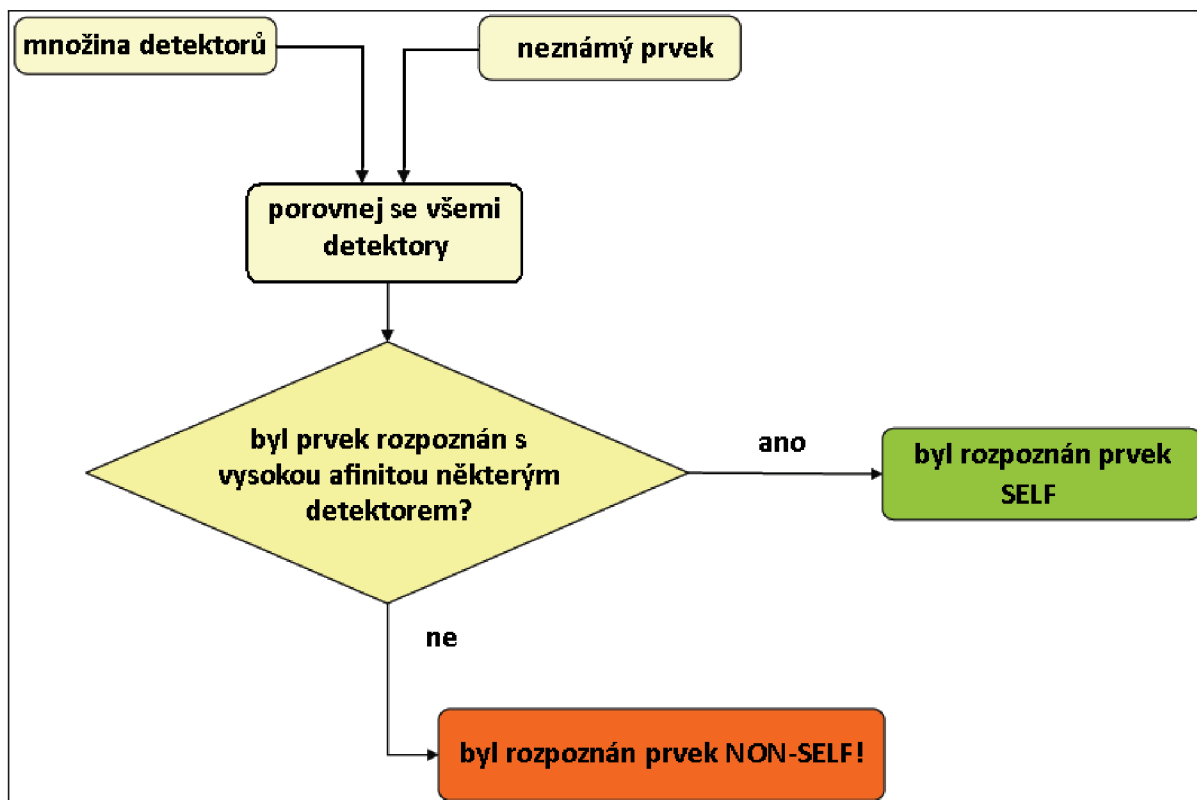 množina detektorů
neznámý prvek
porovnej se všemi
detektory
byl prvek rozpoznán s
vysokou afinitou některým
detektorem?
ano
byl rozpoznán prvek
SELF
ne
byl rozpoznán prvek NON-SELF!